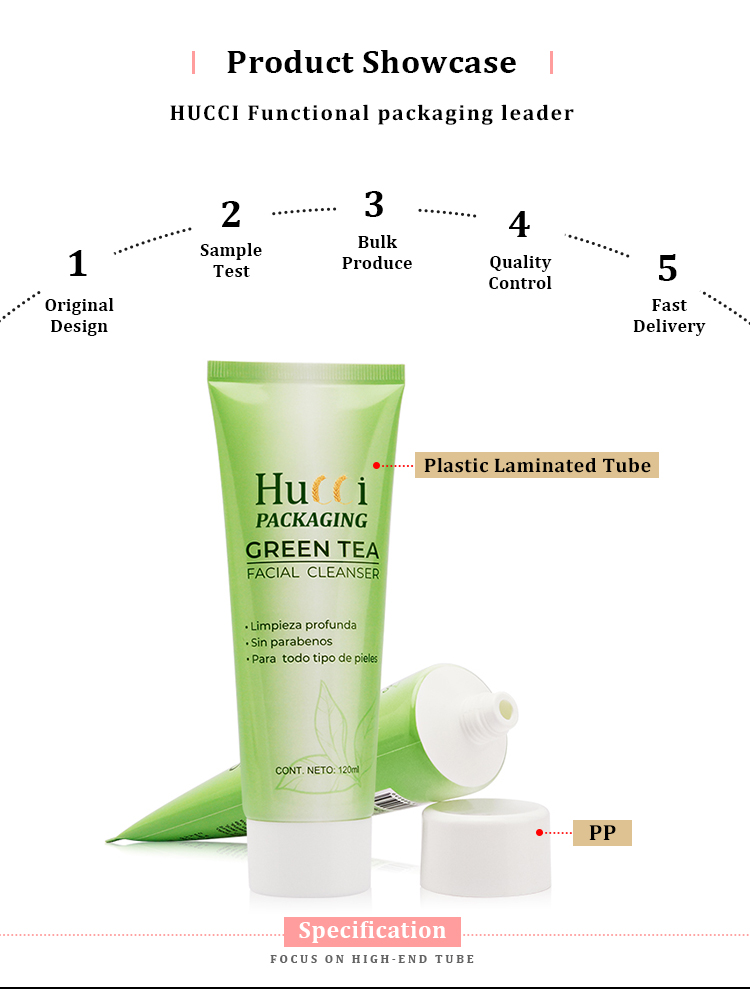 Product Showcase
HUCCI Functional packaging leader
1
Original
Design
2
Sample
Test
3
Bulk
Produce
4
Quality
Control
5
Fast
Delivery
Plastic Laminated Tube
Hucci
PACKAGING
GREEN TEA
FACIAL CLEANSER
• Limpieza profunda
• Sin parabenos
• Para todo tipo de pieles
CONT. NETO: 120ml
PP
Specification
FOCUS ON HIGH-END TUBE